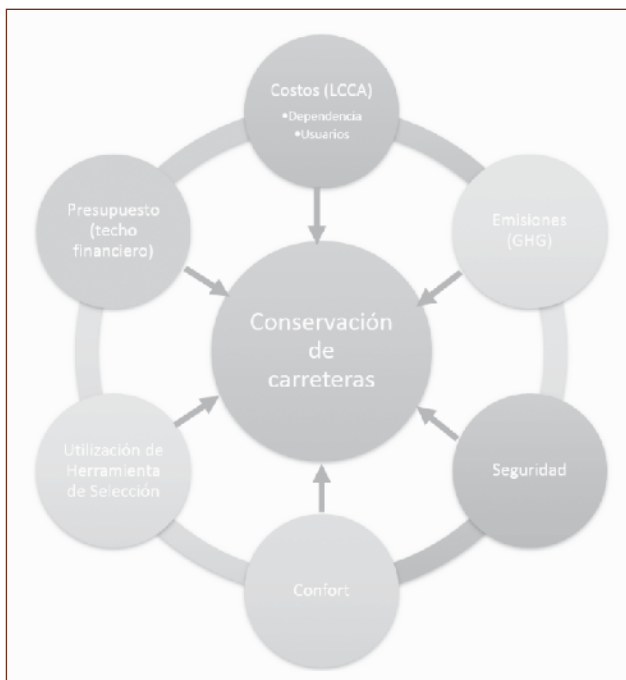 Costos (LCCA)
•Dependencia
•Usuarios
Emisiones
(GHG)
Seguridad
Confort
Utilización de
Herramienta
de Selección
Presupuesto
(techo
financiero)
Conservación
de
carreteras